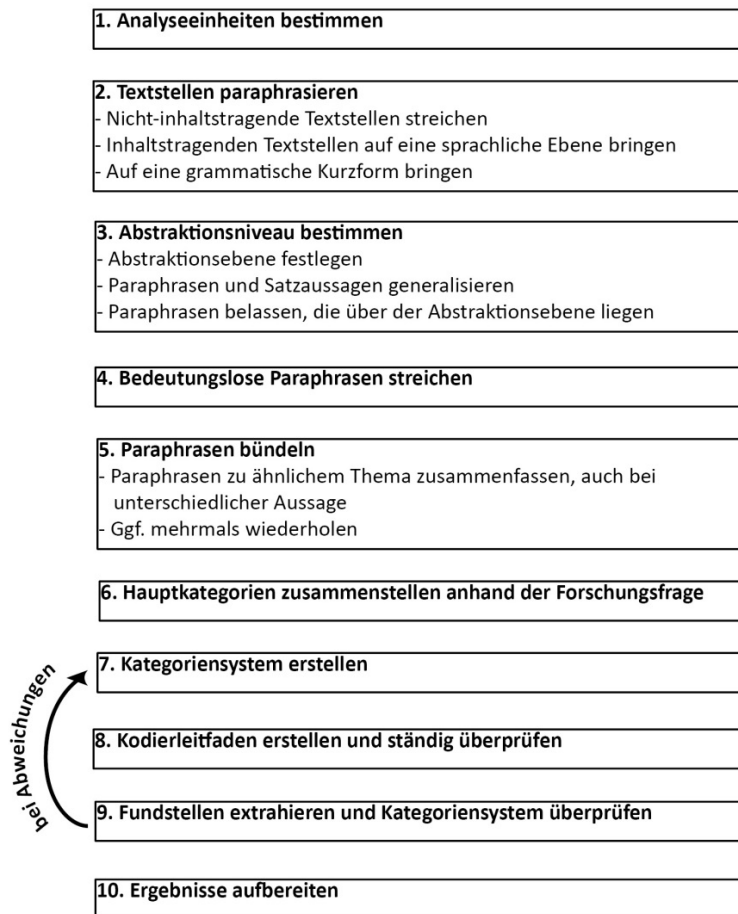 1. Analyseeinheiten bestimmen
2. Textstellen paraphrasieren
- Nicht-inhaltstragende Textstellen streichen
- Inhaltstragenden Textstellen auf eine sprachliche Ebene bringen
- Auf eine grammatische Kurzform bringen
3. Abstraktionsniveau bestimmen
- Abstraktionsebene festlegen
- Paraphrasen und Satzaussagen generalisieren
- Paraphrasen belassen, die über der Abstraktionsebene liegen
4. Bedeutungslose Paraphrasen streichen
5. Paraphrasen bündeln
- Paraphrasen zu ähnlichem Thema zusammenfassen, auch bei
unterschiedlicher Aussage
- Ggf. mehrmals wiederholen
6. Hauptkategorien zusammenstellen anhand der Forschungsfrage
7. Kategoriensystem erstellen
bei Abweichungen
8. Kodierleitfaden erstellen und ständig überprüfen
9. Fundstellen extrahieren und Kategoriensystem überprüfen
10. Ergebnisse aufbereiten